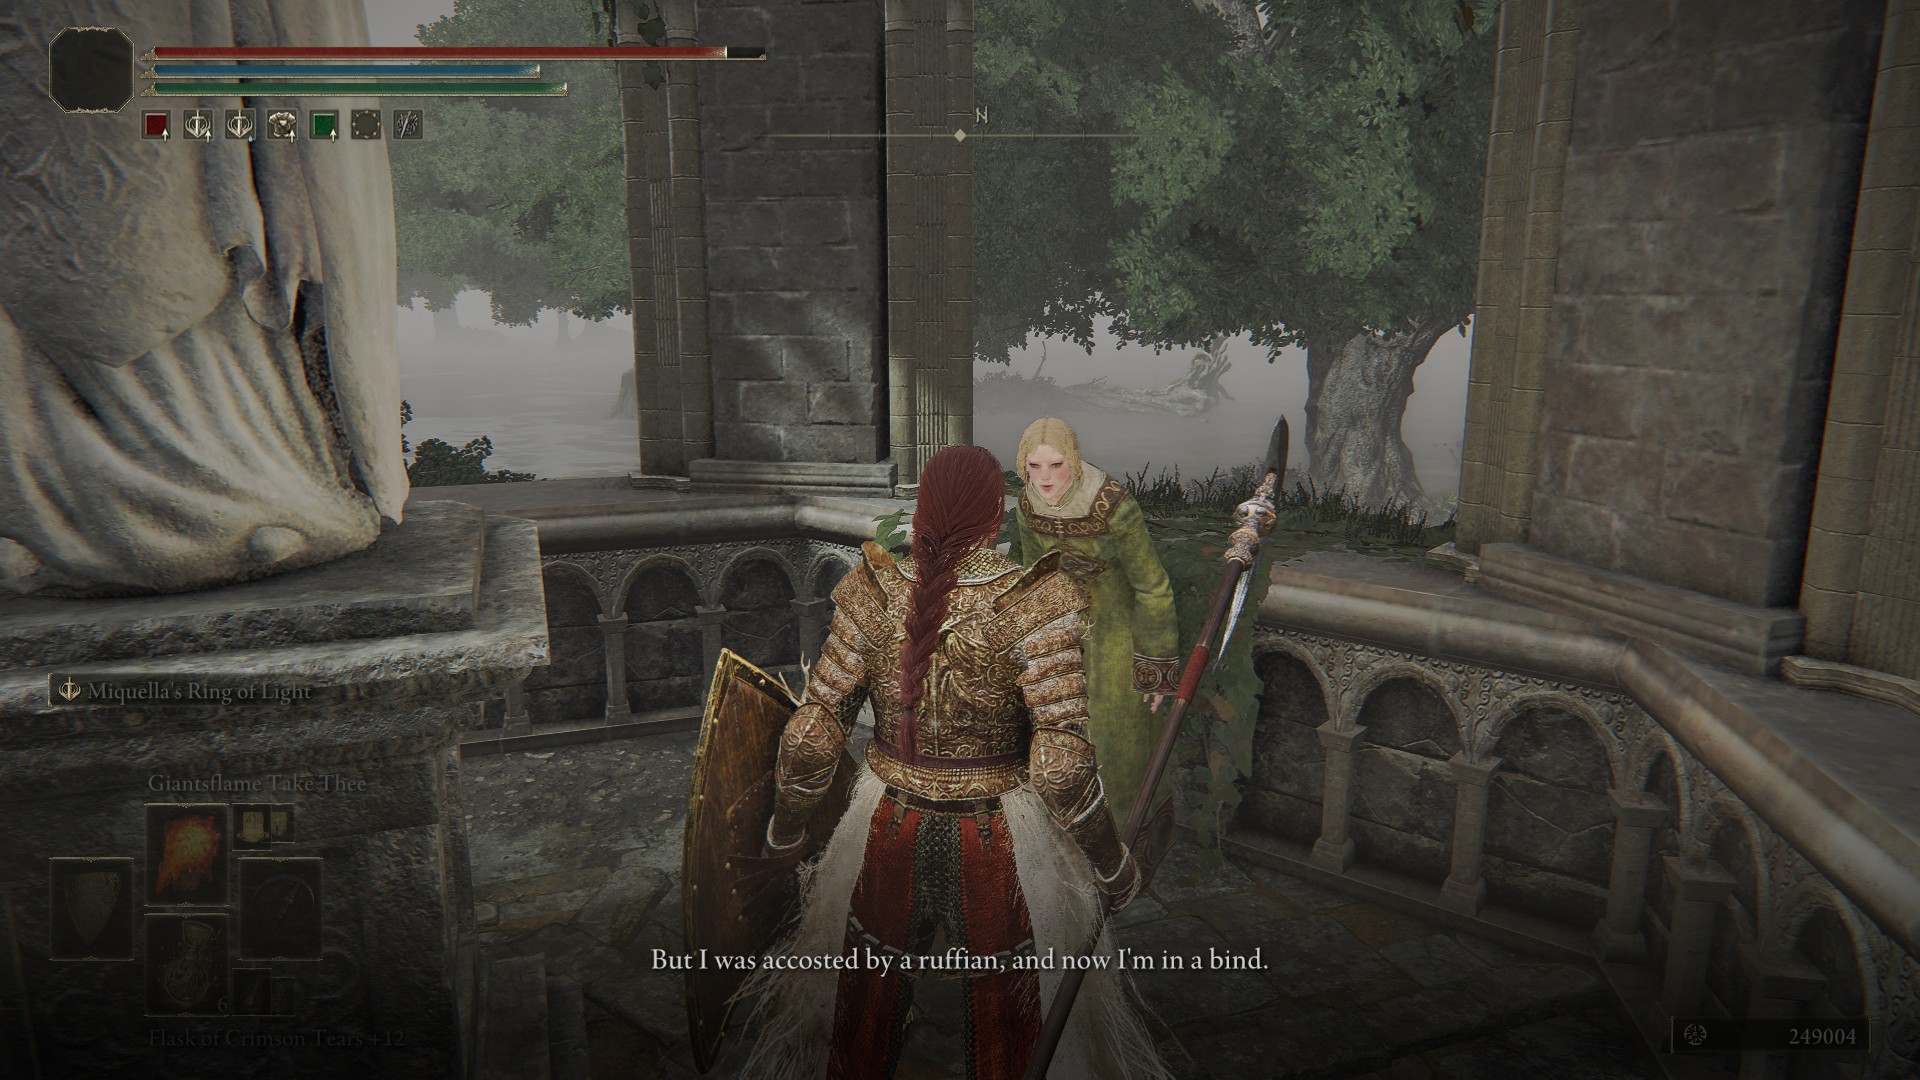 N
Miquella's Ring of Light
Giantsflame Take Thee
6
Flask of Crimson Tears +12
But I was accosted by a ruffian, and now I'm in a bind.
249004